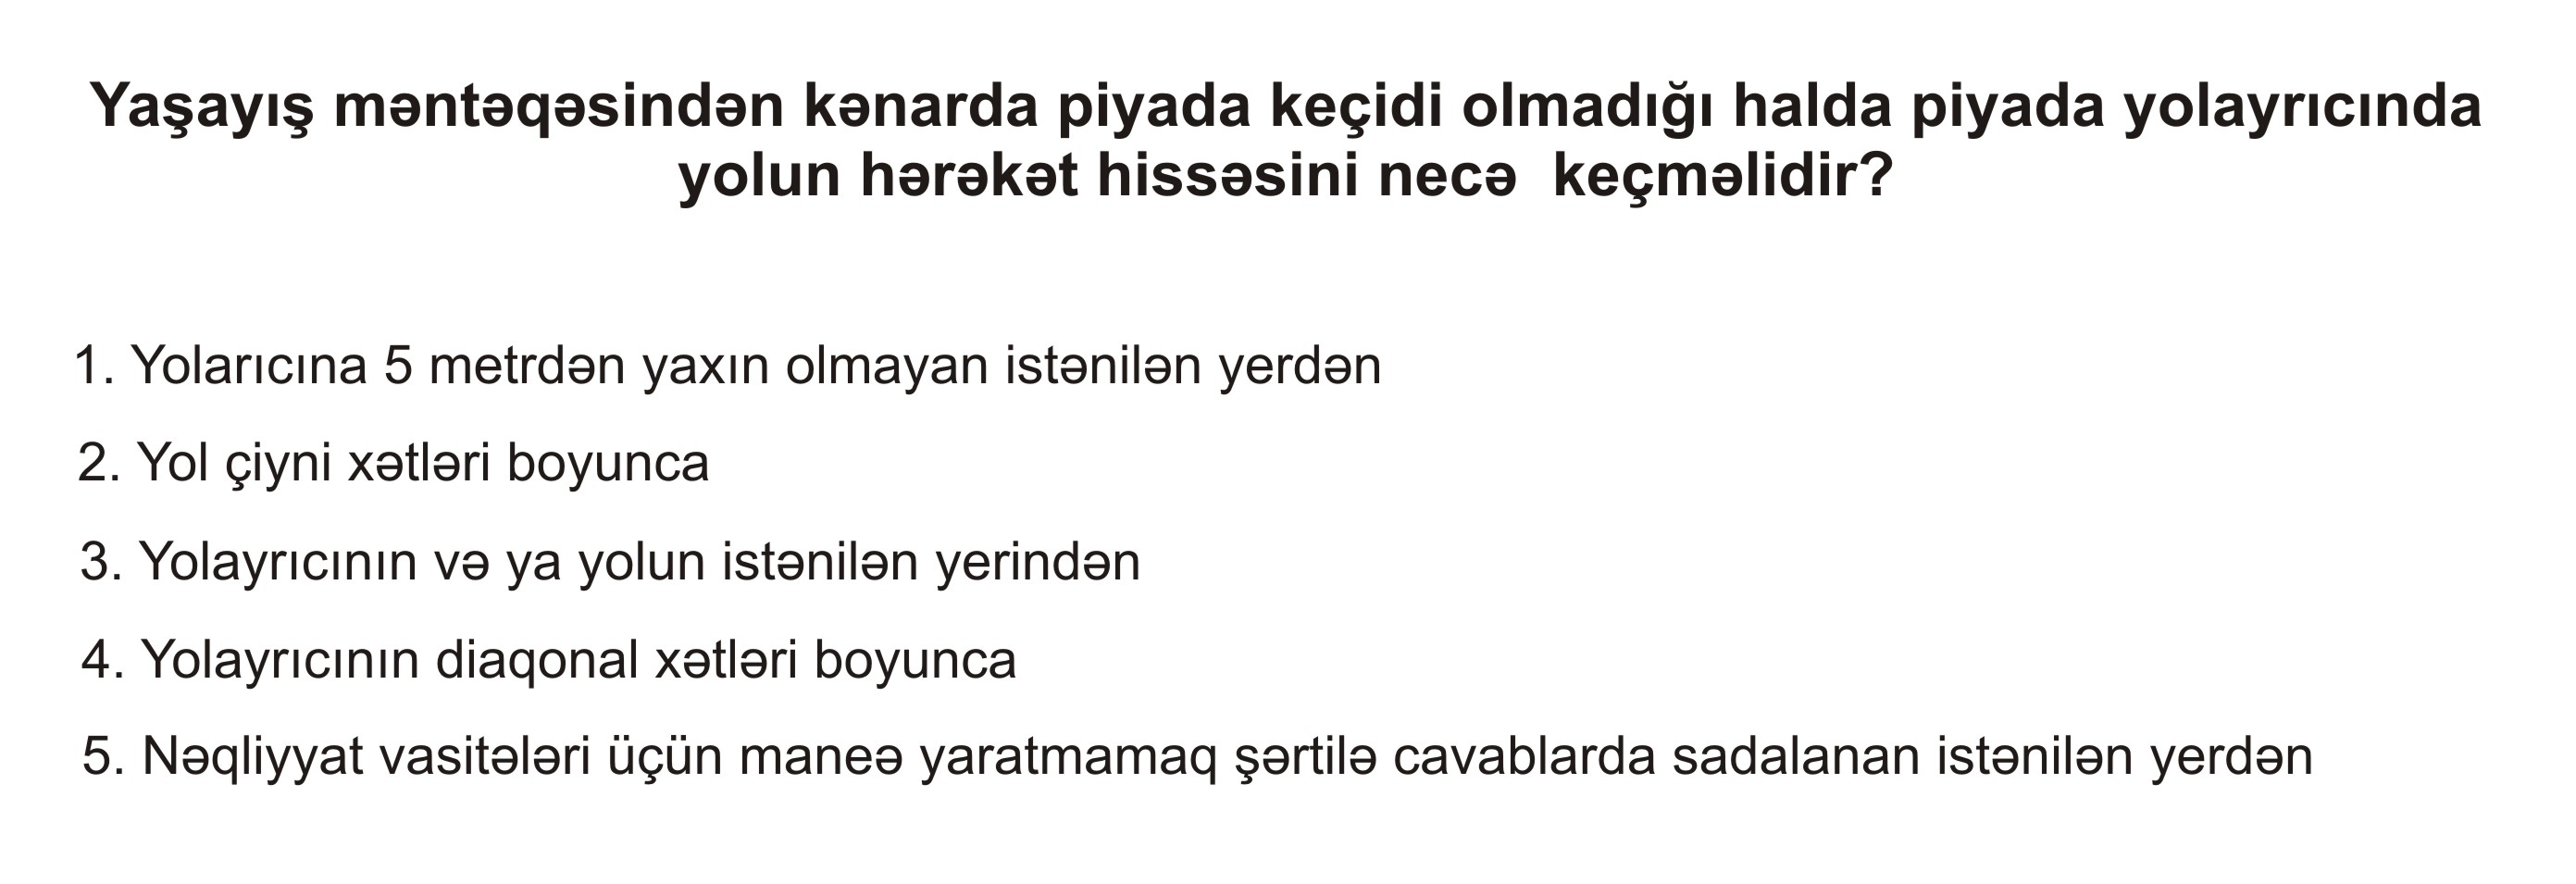 Yaşayış məntəqəsindən kənarda piyada keçidi olmadığı halda piyada yolayrıcında
yolun hərəkət hissəsini necə keçməlidir?
1. Yolarıcına 5 metrdən yaxın olmayan istənilən yerdən
2. Yol çiyni xətləri boyunca
3. Yolayrıcının və ya yolun istənilən yerindən
4. Yolayrıcının diaqonal xətləri boyunca
5. Nəqliyyat vasitələri üçün maneə yaratmamaq şərtilə cavablarda sadalanan istənilən yerdən